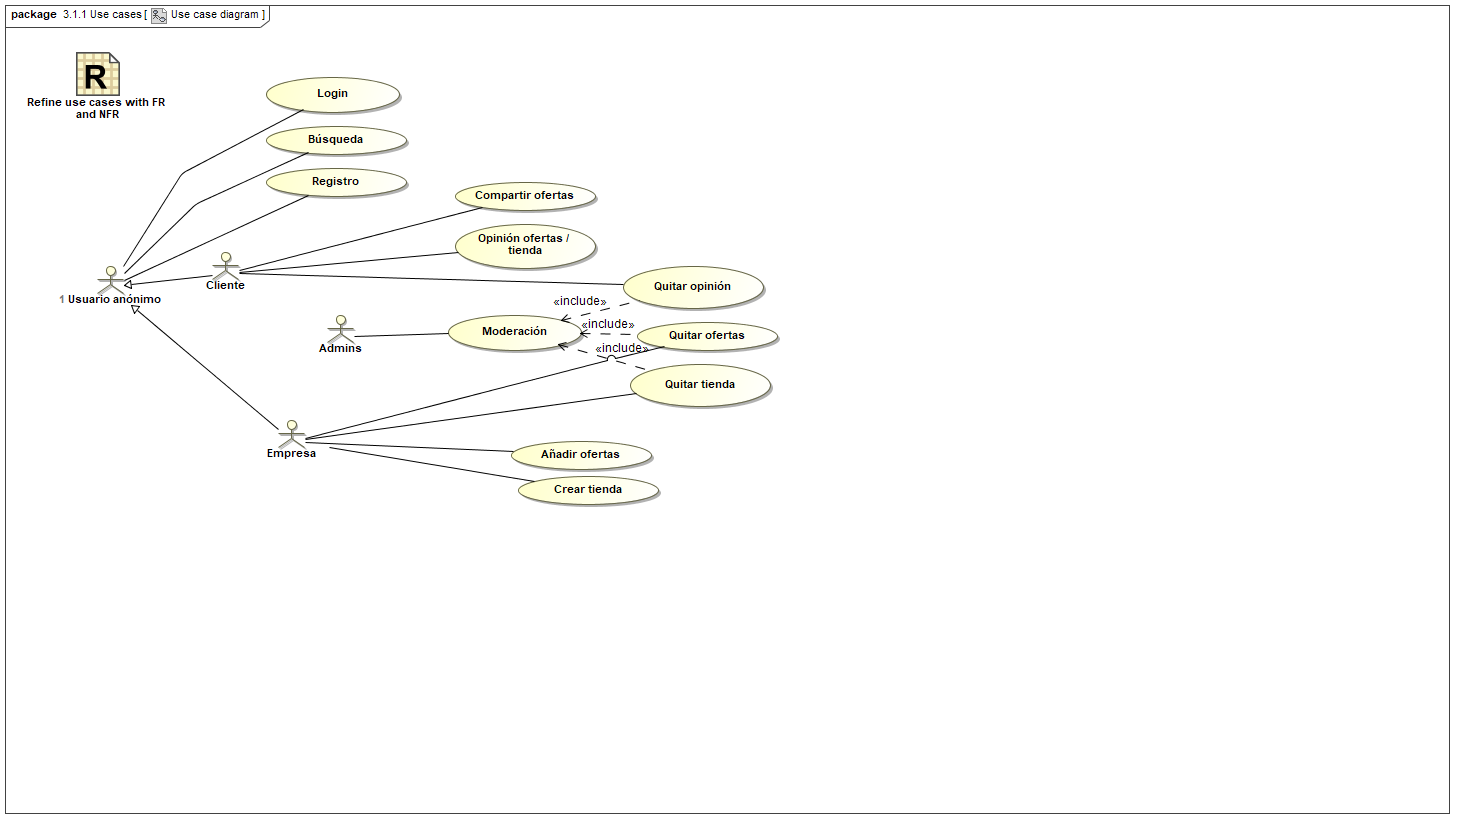 package 3.1.1 Use cases [ Use case diagram ]
R
Refine use cases with FR
and NFR
Login
Búsqueda
Registro
Compartir ofertas
Opinión ofertas /
tienda
Cliente
Quitar opinión
1 Usuario anónimo
«include»
Admins
Moderación
«include»
Quitar ofertas
«include»
Quitar tienda
Empresa
Añadir ofertas
Crear tienda